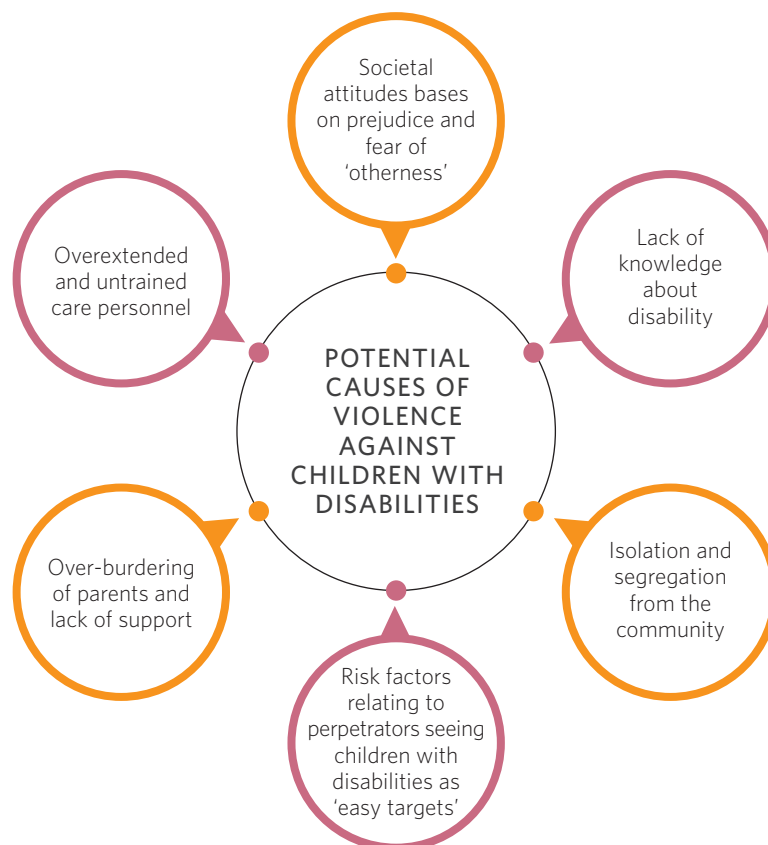 Societal
attitudes bases
on prejudice and
fear of
‘otherness’
Overextended
and untrained
care personnel
Lack of
knowledge
about
disability
POTENTIAL
CAUSES OF
VIOLENCE
AGAINST
CHILDREN WITH
DISABILITIES
Over-burdering
of parents and
lack of support
Isolation and
segregation
from the
community
Risk factors
relating to
perpetrators seeing
children with
disabilities as
‘easy targets’